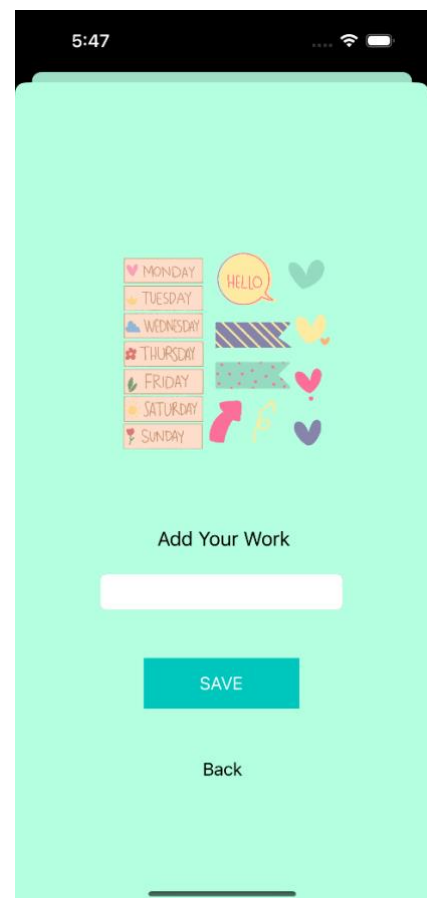 5:47
MONDAY
TUESDAY
WEDNESDAY
THURSDAY
FRIDAY
SATURDAY
SUNDAY
HELLO
Add Your Work
SAVE
Back